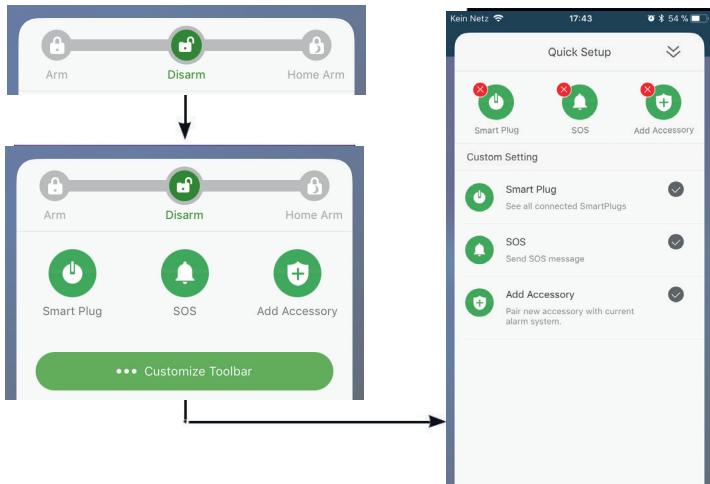 Arm Disarm Home Arm
Arm Disarm Home Arm
Smart Plug SOS Add Accessory
••• Customize Toolbar
Kein Netz 17:43 54 %
Quick Setup
Smart Plug SOS Add Accessory
Custom Setting
Smart Plug
See all connected SmartPlugs
SOS
Send SOS message
Add Accessory
Pair new accessory with current
alarm system.